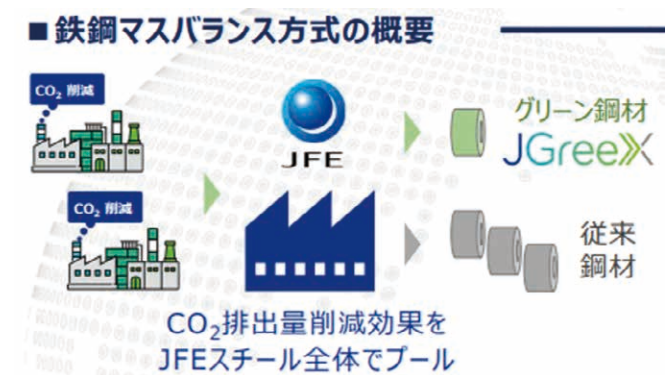 ■鉄鋼マスバランス方式の概要
CO₂ 削減
JFE
グリーン鋼材
JGreeX
CO₂ 削減
従来
鋼材
CO₂排出量削減効果を
JFEスチール全体でプール